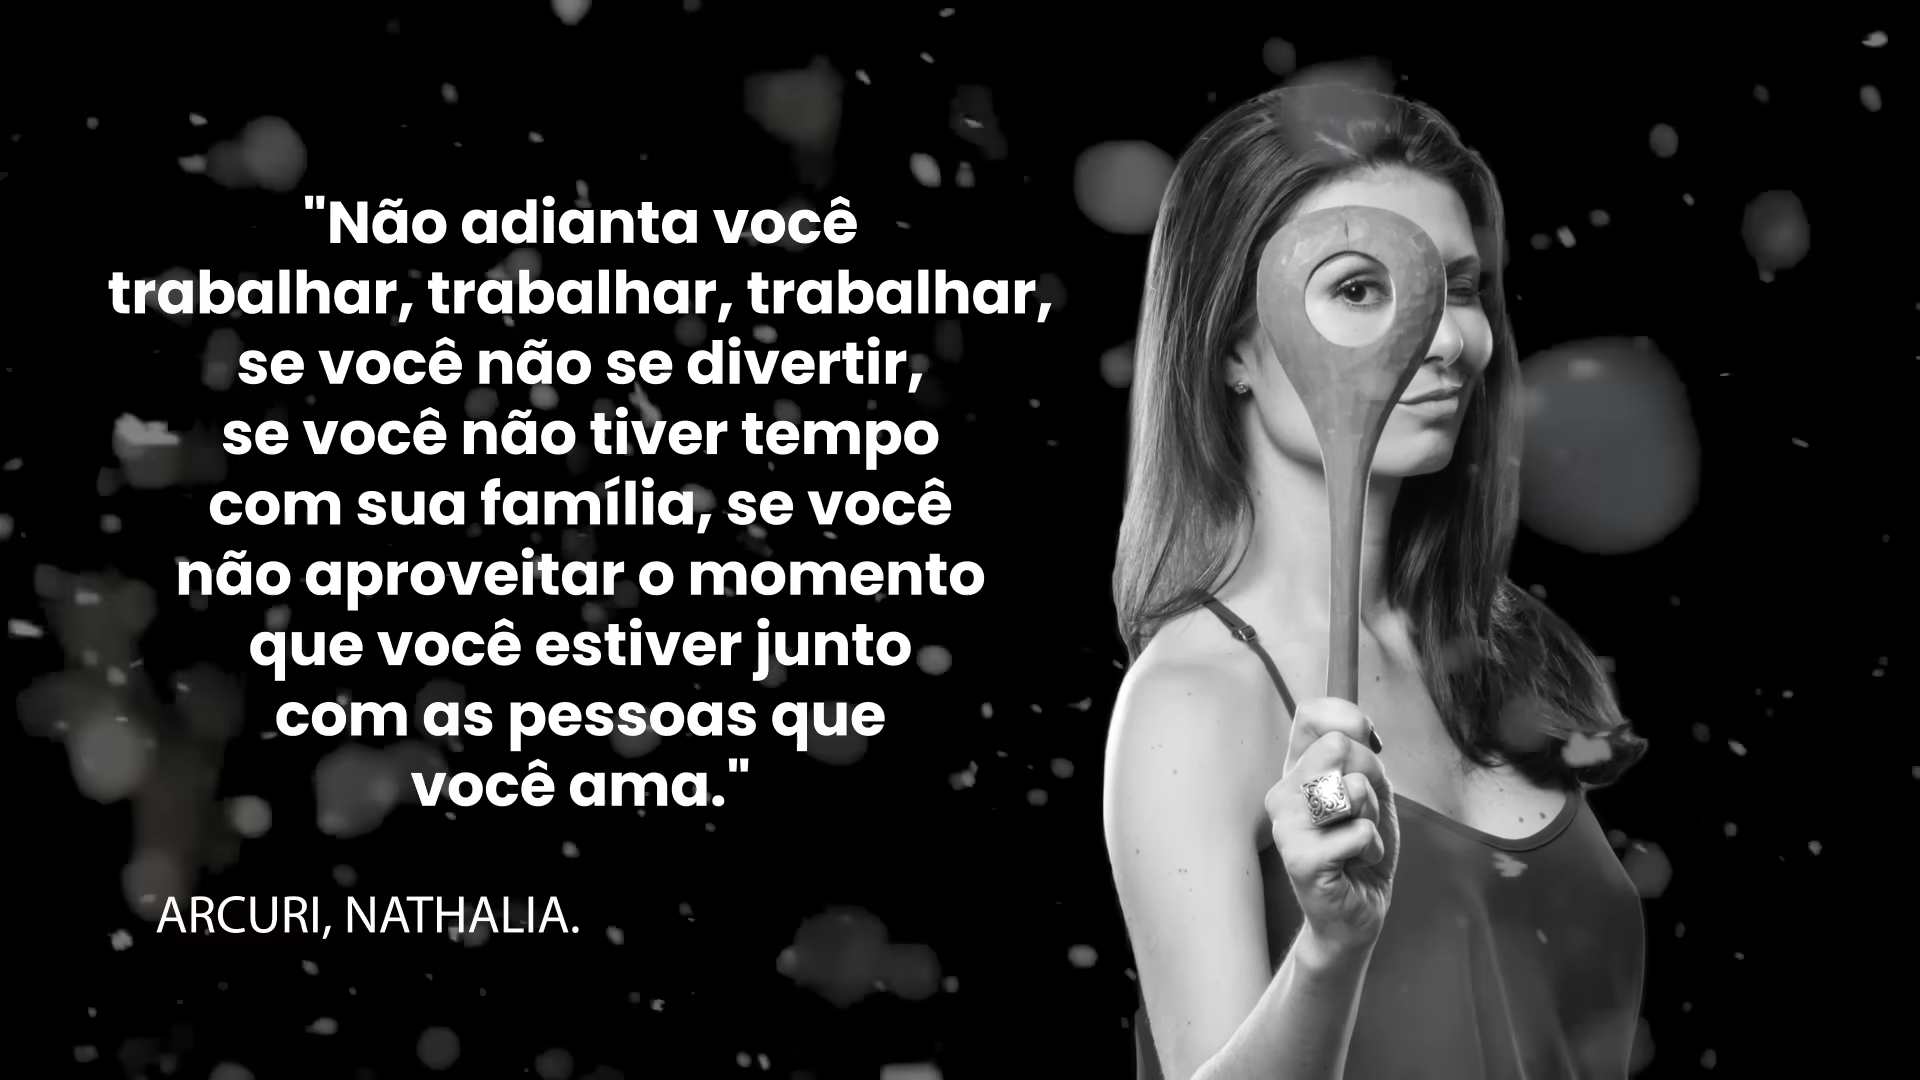 "Não adianta você
trabalhar, trabalhar, trabalhar,
se você não se divertir,
se você não tiver tempo
com sua família, se você
não aproveitar o momento
que você estiver junto
com as pessoas que
você ama."
ARCURI, NATHALIA.